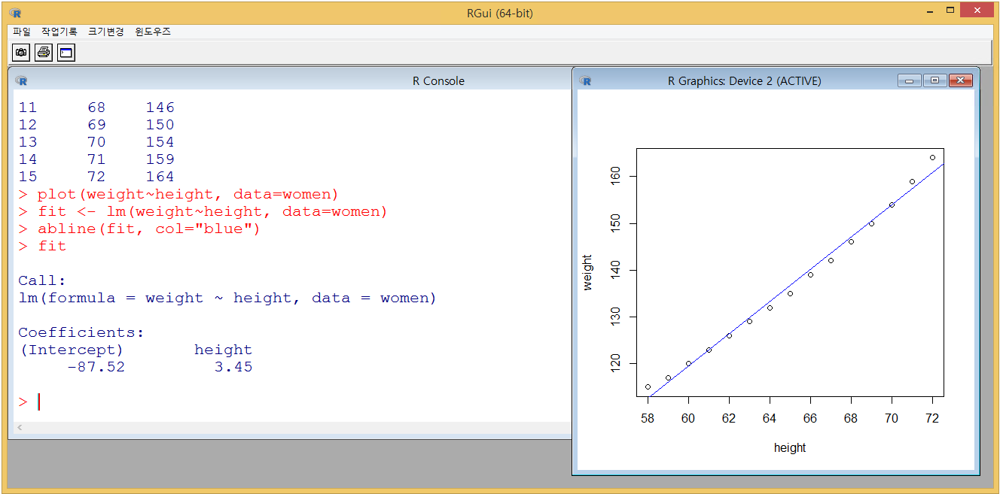 RGui (64-bit)
파일 작업기록 크기변경 윈도우즈
R Console
11 68 146
12 69 150
13 70 154
14 71 159
15 72 164
> plot(weight~height, data=women)
> fit <- lm(weight~height, data=women)
> abline(fit, col="blue")
> fit
Call:
lm(formula = weight ~ height, data = women)
Coefficients:
(Intercept) height
-87.52 3.45
>
R Graphics: Device 2 (ACTIVE)
weight
160
150
140
130
120
58 60 62 64 66 68 70 72
height